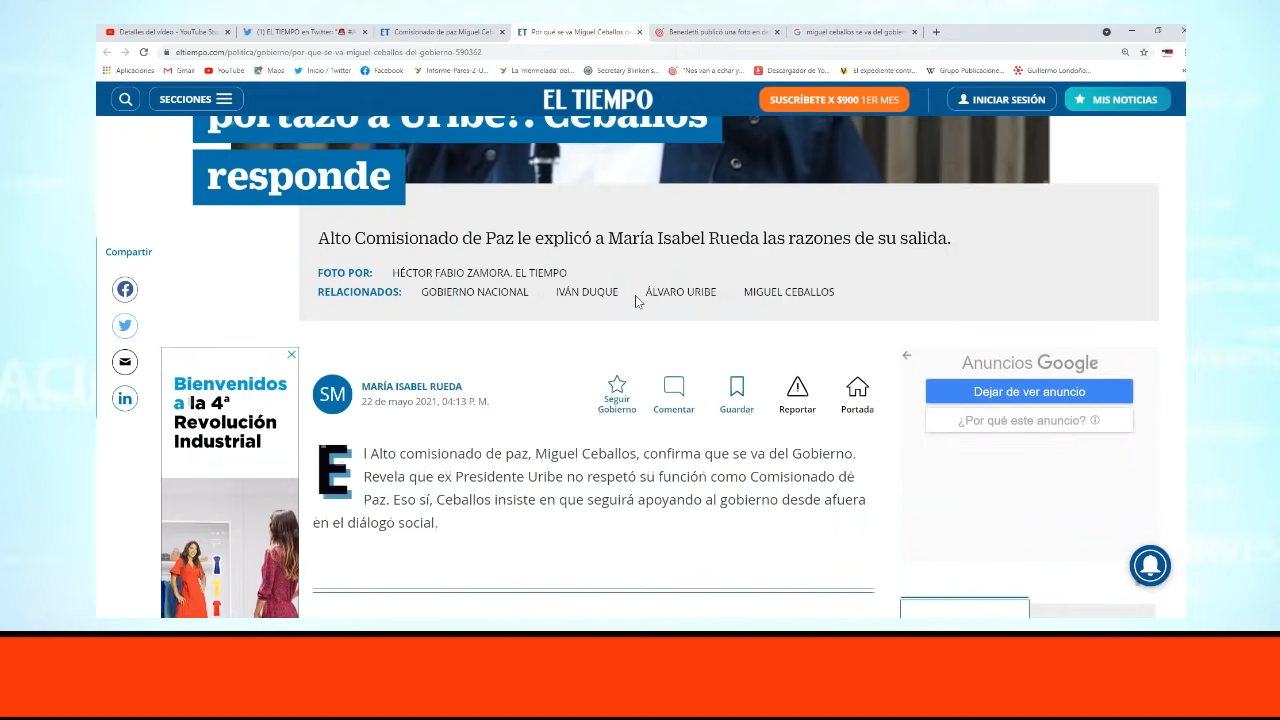 Detalles del vídeo - YouTube Stu
(1) EL TIEMPO en Twitter: "
Comisionado de paz Miguel Ceb
Por qué se va Miguel Ceballos de
Benedetti publicó una foto en de
miguel ceballos se va del gobier
eltiempo.com/politica/gobierno/por-que-se-va-miguel-ceballos-del-gobierno-590362
Aplicaciones
Gmail
YouTube
Maps
Inicio / Twitter
Facebook
Informe-Pares-2-U...
La 'mermelada' del...
Secretary Blinken's...
"Nos van a echar y...
Descargador de Yo...
El expediente contr...
Grupo Publicacione...
Guillermo Londoño...
SECCIONES
EL TIEMPO
SUSCRÍBETE X $900 1ER MES
INICIAR SESIÓN
MIS NOTICIAS
portazo a Uribe?: Ceballos
responde
Alto Comisionado de Paz le explicó a María Isabel Rueda las razones de su salida.
FOTO POR: HÉCTOR FABIO ZAMORA. EL TIEMPO
RELACIONADOS: GOBIERNO NACIONAL IVÁN DUQUE ÁLVARO URIBE MIGUEL CEBALLOS
Compartir
Bienvenidos
a la 4ª
Revolución
Industrial
SM
MARÍA ISABEL RUEDA
22 de mayo 2021, 04:13 P. M.
Seguir
Gobierno
Comentar
Guardar
Reportar
Portada
El Alto comisionado de paz, Miguel Ceballos, confirma que se va del Gobierno.
Revela que ex Presidente Uribe no respetó su función como Comisionado de
Paz. Eso sí, Ceballos insiste en que seguirá apoyando al gobierno desde afuera
en el diálogo social.
Anuncios Google
Dejar de ver anuncio
¿Por qué este anuncio?